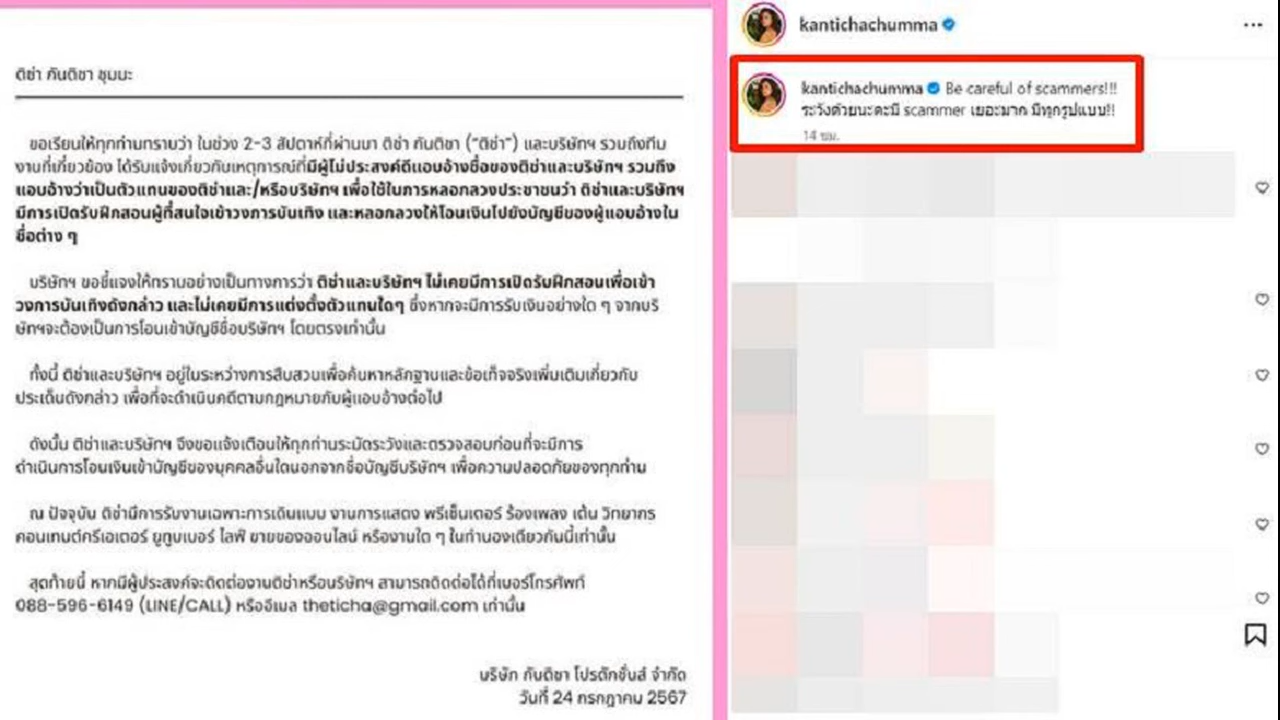 ติช่า กันติชา ชุมมะ
ขอเรียนให้ทุกท่านทราบว่า ในช่วง 2-3 สัปดาห์ที่ผ่านมา ติช่า กันติชา ("ติช่า") และบริษัทฯ รวมถึงทีม
งานที่เกี่ยวข้อง ได้รับแจ้งเกี่ยวกับเหตุการณ์ที่มีผู้ไม่ประสงค์ดีแอบอ้างชื่อของติช่าและบริษัทฯ รวมถึง
แอบอ้างว่าเป็นตัวแทนของติช่าและ/หรือบริษัทฯ เพื่อใช้ในการหลอกลวงประชาชนว่า ติช่าและบริษัทฯ
มีการเปิดรับฝึกสอนผู้ที่สนใจเข้าวงการบันเทิง และหลอกลวงให้โอนเงินไปยังบัญชีของผู้แอบอ้างใน
ชื่อต่าง ๆ
บริษัทฯ ขอชี้แจงให้ทราบอย่างเป็นทางการว่า ติช่าและบริษัทฯ ไม่เคยมีการเปิดรับฝึกสอนเพื่อเข้า
วงการบันเทิงดังกล่าว และไม่เคยมีการแต่งตั้งตัวแทนใดๆ ซึ่งหากจะมีการรับเงินอย่างใด ๆ จากบริ
ษัทฯจะต้องเป็นการโอนเข้าบัญชีชื่อบริษัทฯ โดยตรงเท่านั้น
ทั้งนี้ ติช่าและบริษัทฯ อยู่ในระหว่างการสืบสวนเพื่อค้นหาหลักฐานและข้อเท็จจริงเพิ่มเติมเกี่ยวกับ
ประเด็นดังกล่าว เพื่อที่จะดำเนินคดีตามกฎหมายกับผู้แอบอ้างต่อไป
ดังนั้น ติช่าและบริษัทฯ จึงขอแจ้งเตือนให้ทุกท่านระมัดระวังและตรวจสอบก่อนที่จะมีการ
ดำเนินการโอนเงินเข้าบัญชีของบุคคลอื่นใดนอกจากชื่อบัญชีบริษัทฯ เพื่อความปลอดภัยของทุกท่าน
ณ ปัจจุบัน ติช่ามีการรับงานเฉพาะการเดินแบบ งานการแสดง พรีเซ็นเตอร์ ร้องเพลง เต้น วิทยากร
คอนเทนต์ครีเอเตอร์ ยูทูบเบอร์ ไลฟ์ ขายของออนไลน์ หรืองานใด ๆ ในทำนองเดียวกันนี้เท่านั้น
สุดท้ายนี้ หากมีผู้ประสงค์จะติดต่องานติช่าหรือบริษัทฯ สามารถติดต่อได้ที่เบอร์โทรศัพท์
088-596-6149 (LINE/CALL) หรืออีเมล theticha@gmail.com เท่านั้น
บริษัท กันติชา โปรดักชั่นส์ จำกัด
วันที่ 24 กรกฎาคม 2567
kantichachumma
kantichachumma Be careful of scammers!!!
ระวังด้วยนะคะมี scammer เยอะมาก มีทุกรูปแบบ!!
14 ชม.